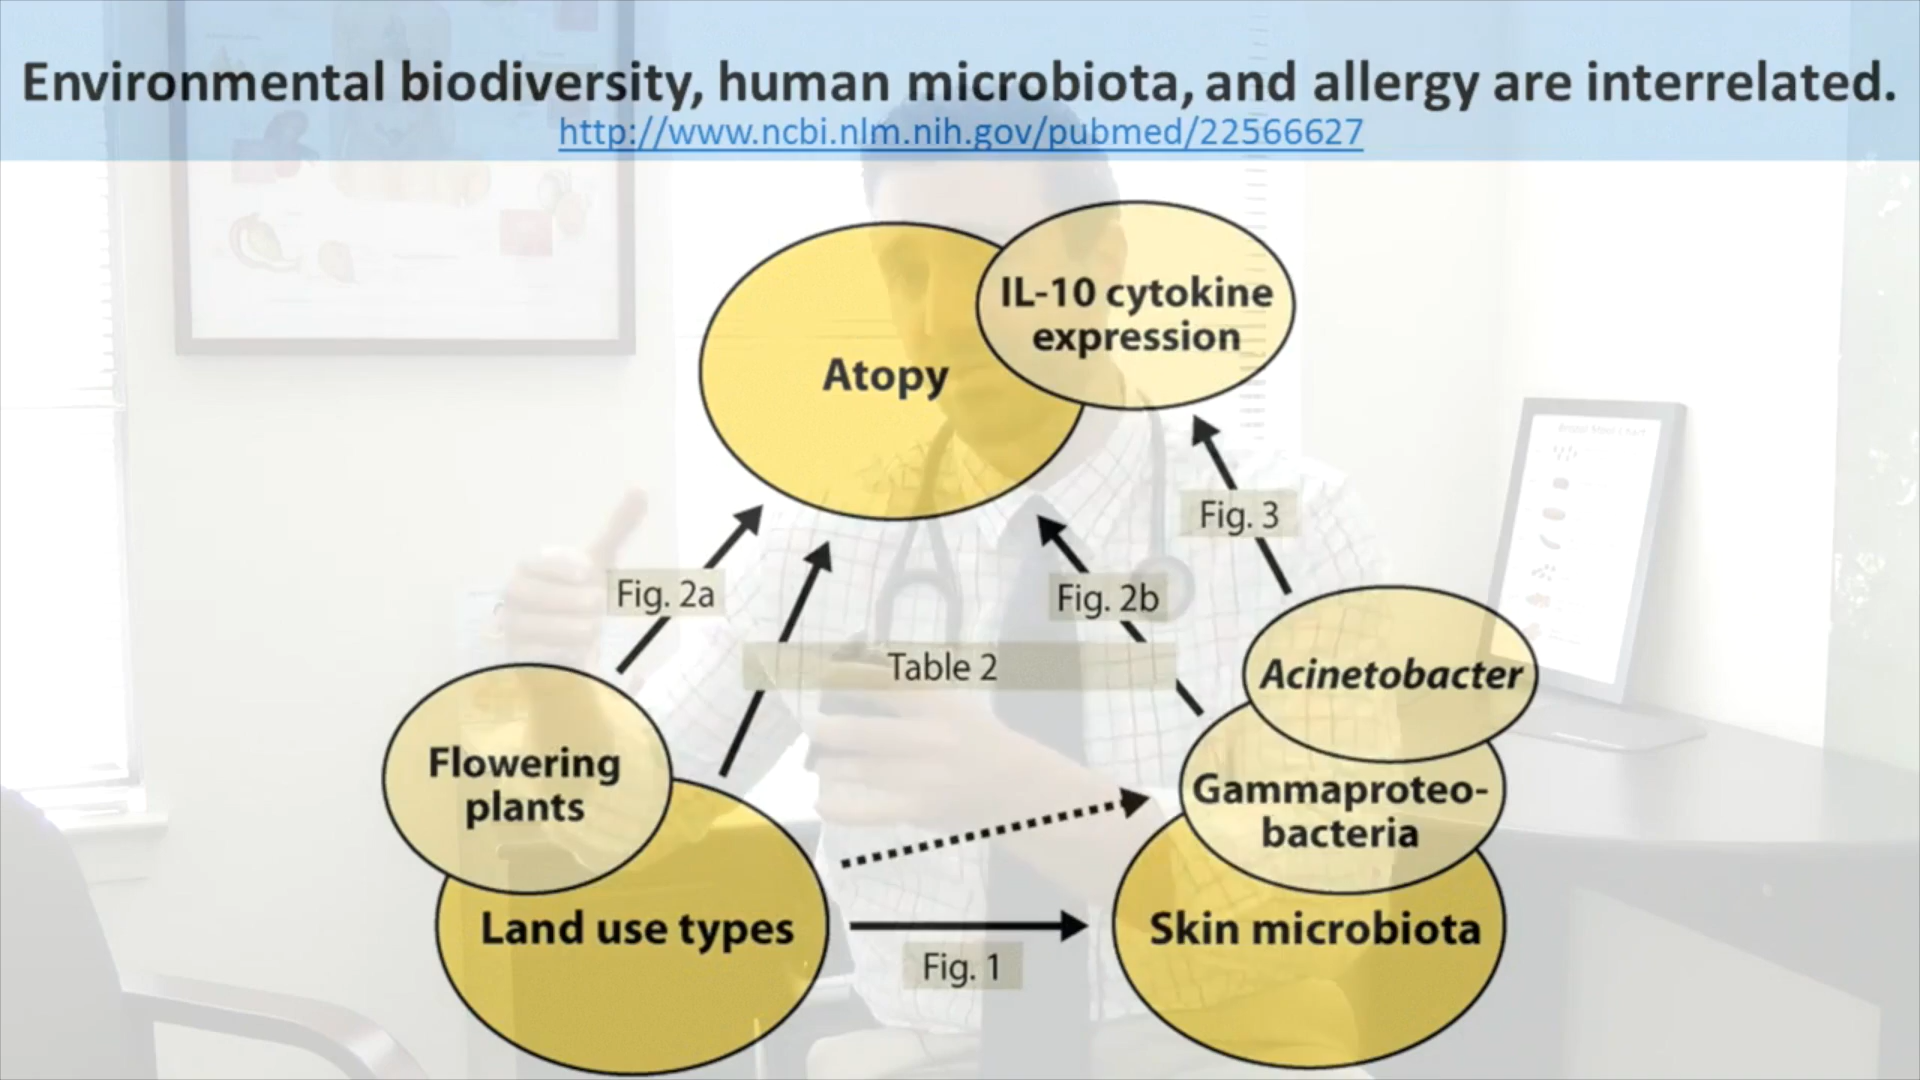 Environmental biodiversity, human microbiota, and allergy are interrelated.
http://www.ncbi.nlm.nih.gov/pubmed/22566627
IL-10 cytokine
expression
Atopy
Fig. 3
Fig. 2a
Fig. 2b
Table 2
Acinetobacter
Flowering
plants
Gammaproteo-
bacteria
Land use types
Skin microbiota
Fig. 1